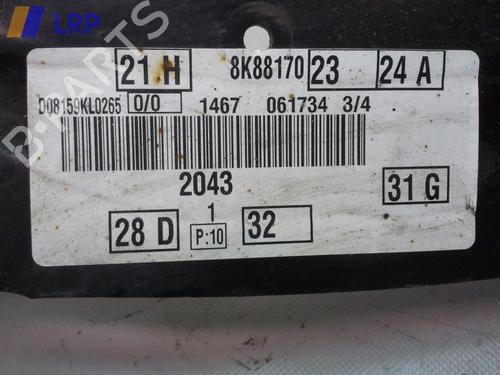 LRP
B-PARTS
21 H 8K88170 23 24 A
D08159KL0265 0/0 1467 061734 3/4
2043
31 G
28 D 1 P:10 32